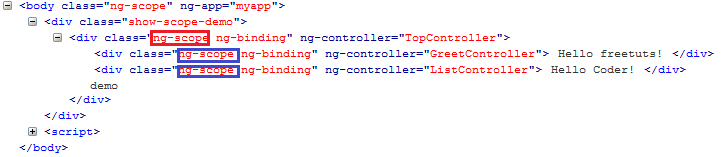 <body class="ng-scope" ng-app="myapp">
<div class="show-scope-demo">
<div class="ng-scope ng-binding" ng-controller="TopController">
<div class="ng-scope ng-binding" ng-controller="GreetController"> Hello freetuts! </div>
<div class="ng-scope ng-binding" ng-controller="ListController"> Hello Coder! </div>
demo
</div>
</div>
<script>
</body>